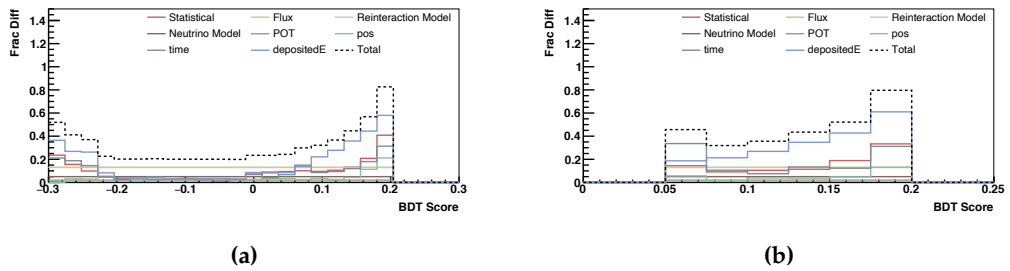 Frac Diff
1.4
1.2
1
0.8
0.6
0.4
0.2
0
Statistical Flux Reinteraction Model
Neutrino Model POT pos
time depositedE Total
−0.3 −0.2 −0.1 0 0.1 0.2 0.3
BDT Score
(a)
Frac Diff
1.4
1.2
1
0.8
0.6
0.4
0.2
0
Statistical Flux Reinteraction Model
Neutrino Model POT pos
time depositedE Total
0 0.05 0.1 0.15 0.2 0.25
BDT Score
(b)